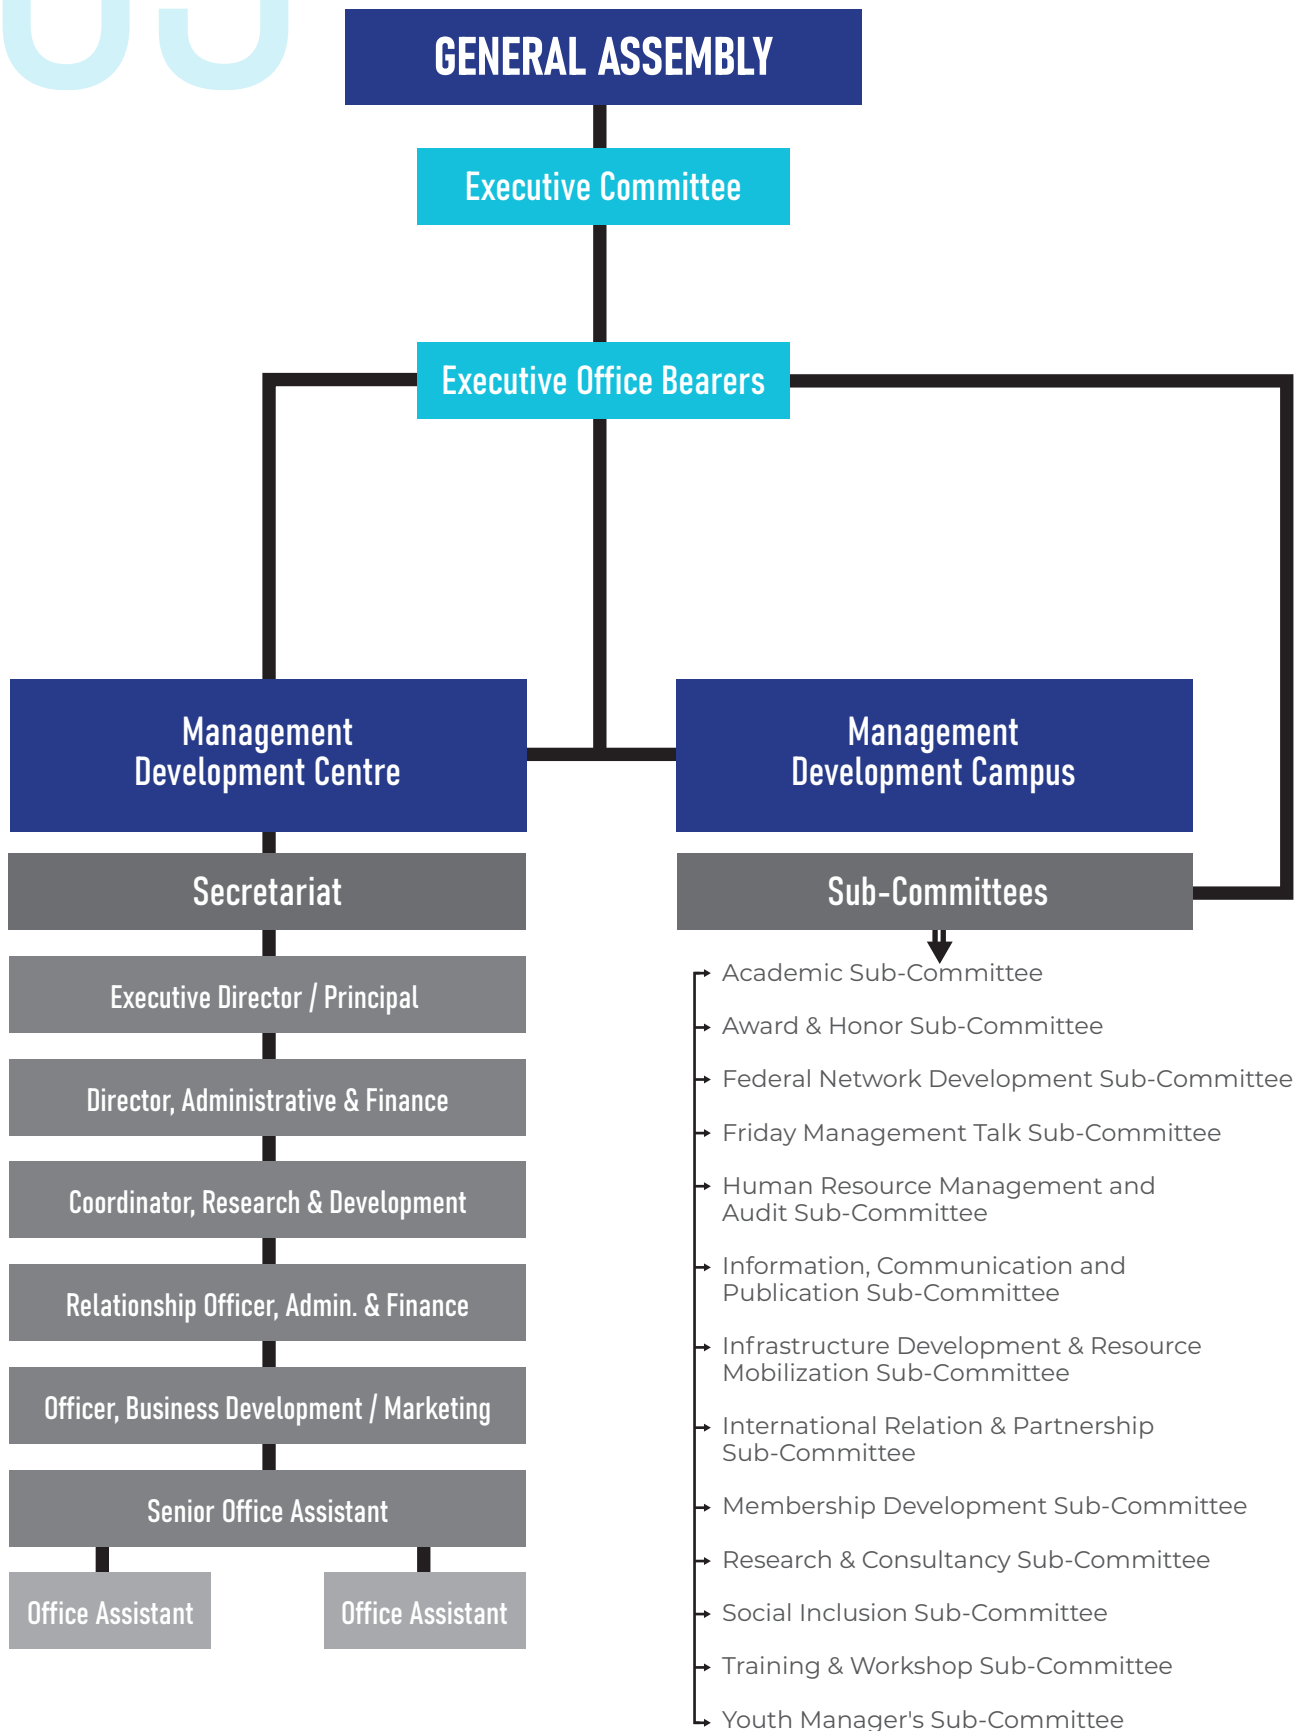 GENERAL ASSEMBLY
Executive Committee
Executive Office Bearers
Management
Development Centre
Management
Development Campus
Secretariat
Executive Director / Principal
Director, Administrative & Finance
Coordinator, Research & Development
Relationship Officer, Admin. & Finance
Officer, Business Development / Marketing
Senior Office Assistant
Office Assistant
Office Assistant
Sub-Committees
Academic Sub-Committee
Award & Honor Sub-Committee
Federal Network Development Sub-Committee
Friday Management Talk Sub-Committee
Human Resource Management and
Audit Sub-Committee
Information, Communication and
Publication Sub-Committee
Infrastructure Development & Resource
Mobilization Sub-Committee
International Relation & Partnership
Sub-Committee
Membership Development Sub-Committee
Research & Consultancy Sub-Committee
Social Inclusion Sub-Committee
Training & Workshop Sub-Committee
Youth Manager's Sub-Committee